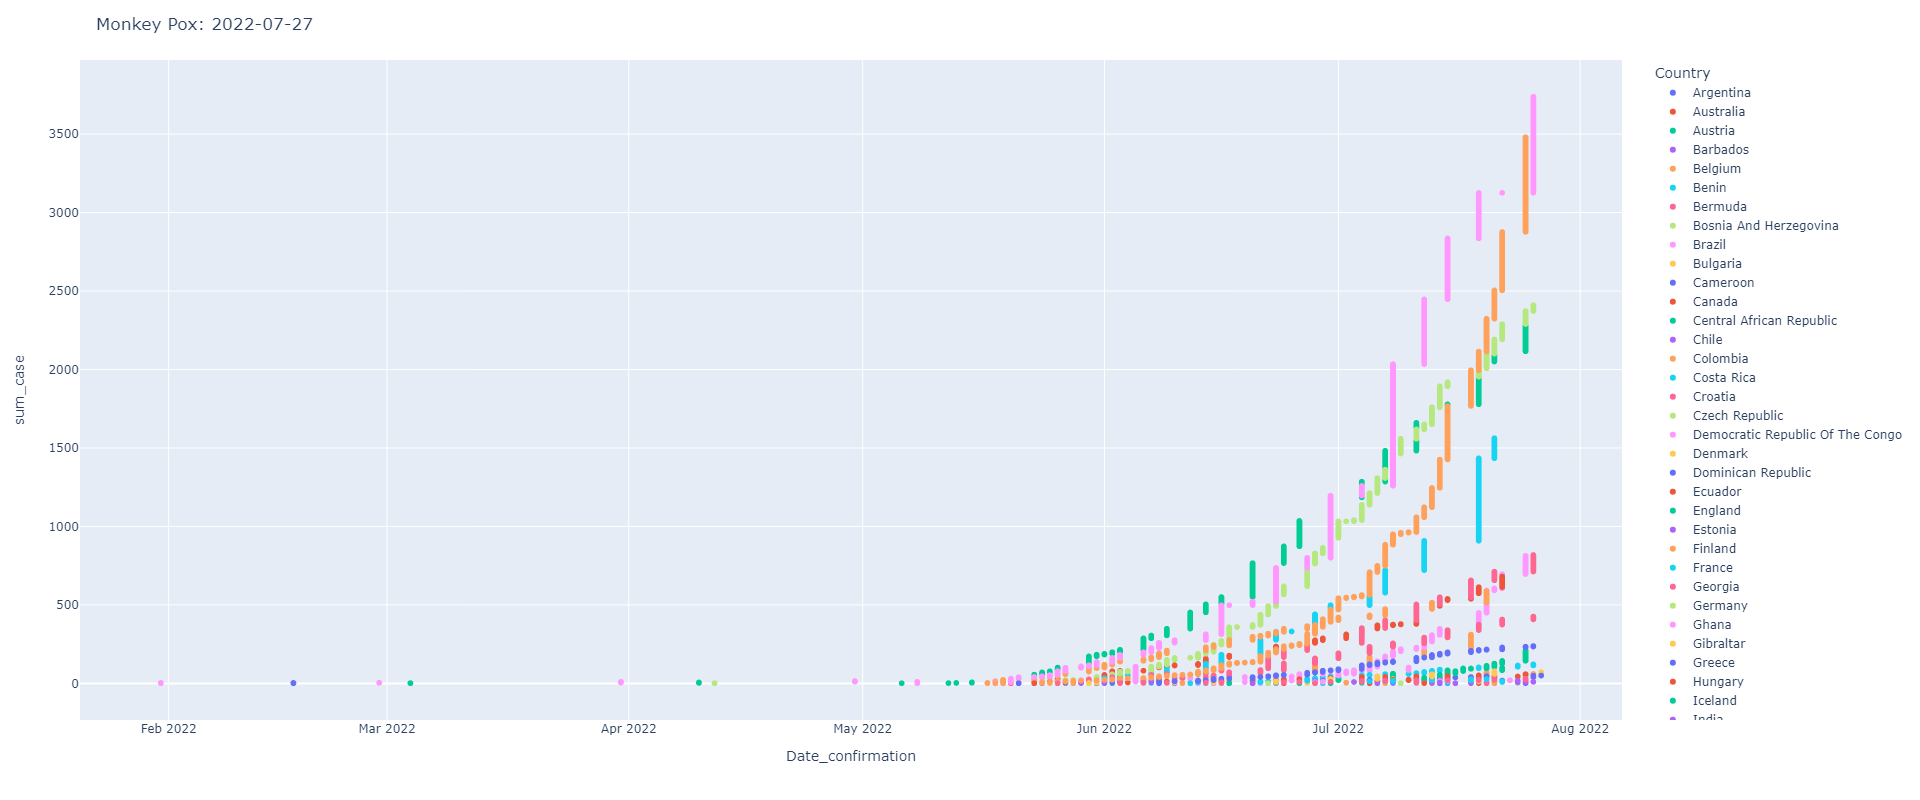 Monkey Pox: 2022-07-27
sum_case
3500
3000
2500
2000
1500
1000
500
0
Feb 2022
Mar 2022
Apr 2022
May 2022
Jun 2022
Jul 2022
Aug 2022
Date_confirmation
Country
Argentina
Australia
Austria
Barbados
Belgium
Benin
Bermuda
Bosnia And Herzegovina
Brazil
Bulgaria
Cameroon
Canada
Central African Republic
Chile
Colombia
Costa Rica
Croatia
Czech Republic
Democratic Republic Of The Congo
Denmark
Dominican Republic
Ecuador
England
Estonia
Finland
France
Georgia
Germany
Ghana
Gibraltar
Greece
Hungary
Iceland
India